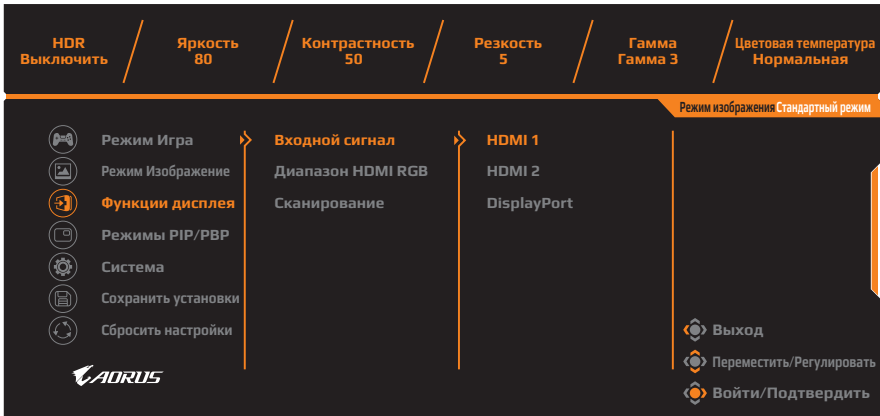 HDR
Выключить
Яркость
80
Контрастность
50
Резкость
5
Гамма
Гамма 3
Цветовая температура
Нормальная
Режим изображения Стандартный режим
Режим Игра
Режим Изображение
Функции дисплея
Режимы PIP/PBP
Система
Сохранить установки
Сбросить настройки
Входной сигнал
Диапазон HDMI RGB
Сканирование
HDMI 1
HDMI 2
DisplayPort
Выход
Переместить/Регулировать
Войти/Подтвердить
AORUS